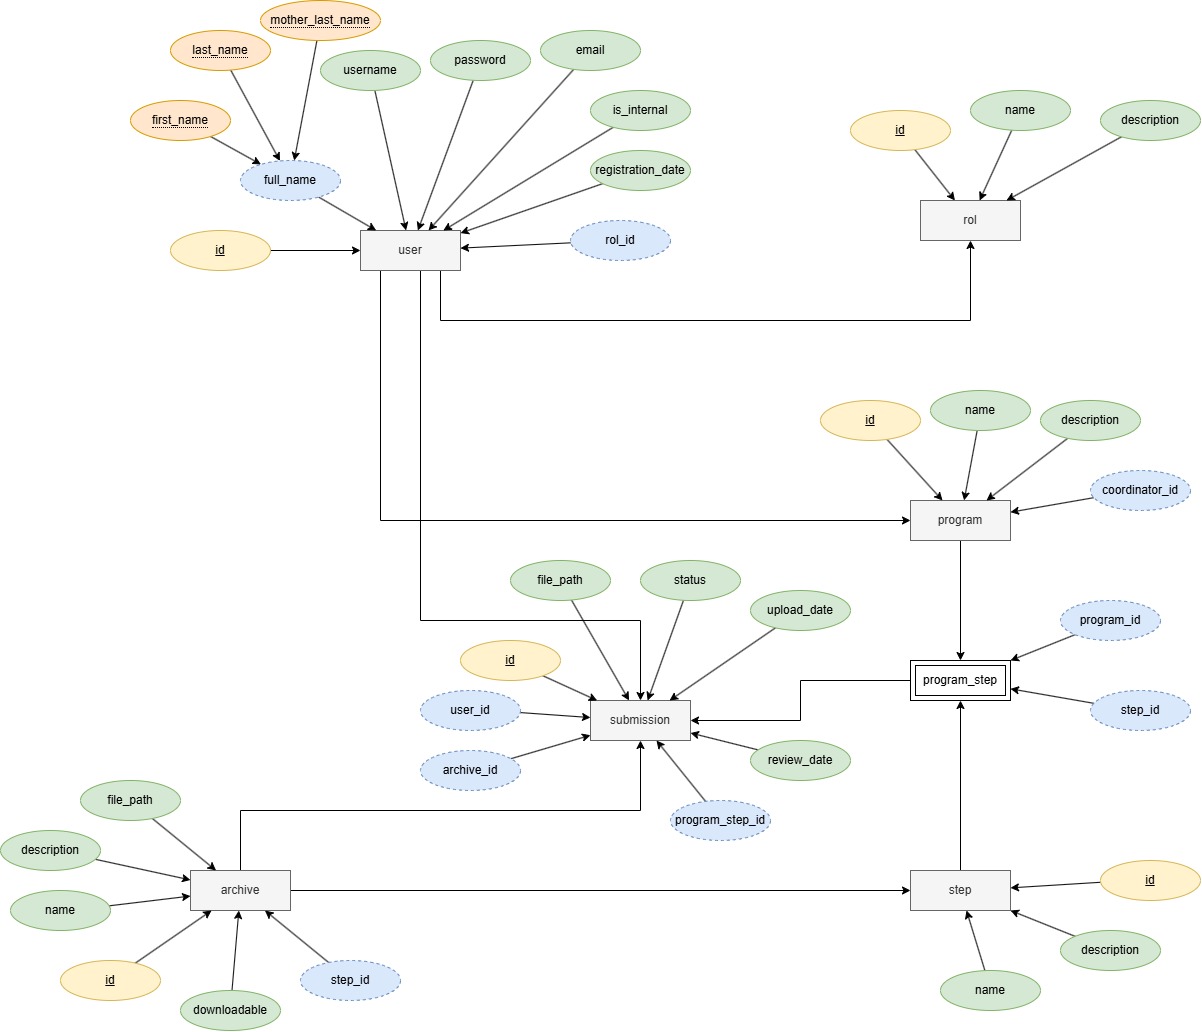 mother_last_name
last_name
username
password
email
first_name
is_internal
id
name
description
full_name
registration_date
rol
id
user
rol_id
id
name
description
coordinator_id
program
file_path
status
upload_date
program_id
id
program_step
user_id
submission
step_id
archive_id
review_date
file_path
program_step_id
description
archive
step
id
name
description
id
step_id
name
downloadable